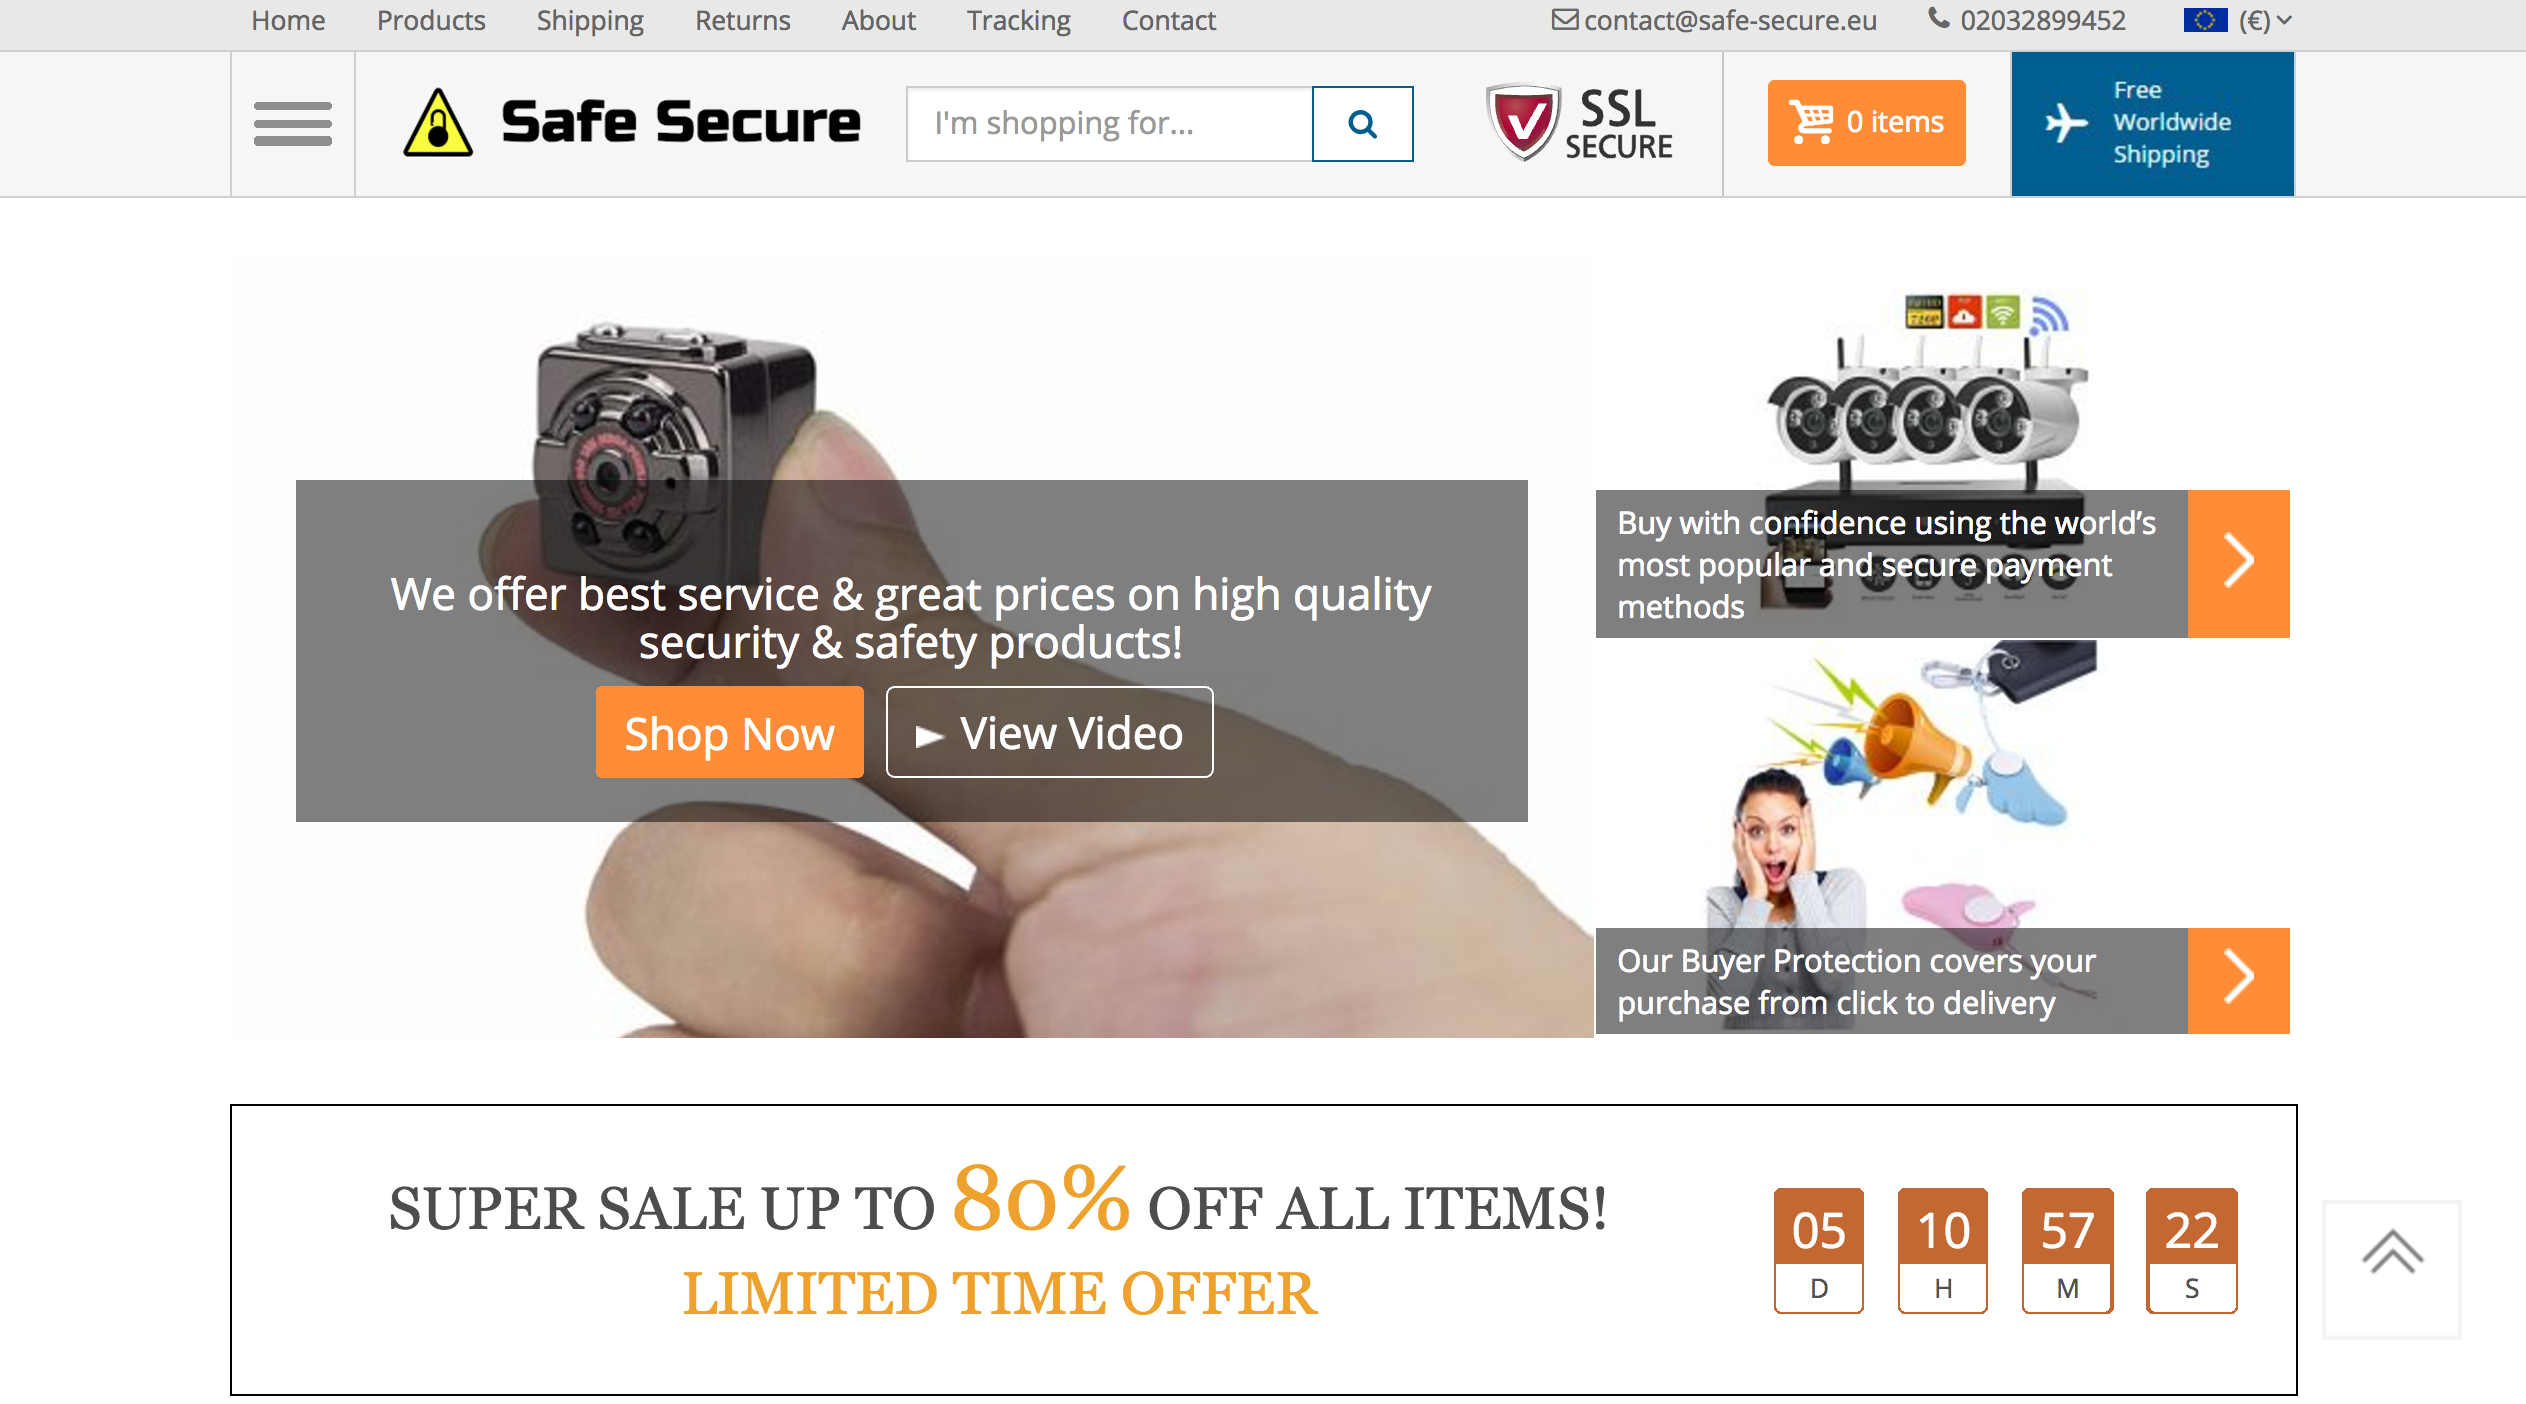 Home Products Shipping Returns About Tracking Contact contact@safe-secure.eu 02032899452 (€)
Safe Secure
I'm shopping for...
SSL
SECURE
0 items
Free
Worldwide
Shipping
We offer best service & great prices on high quality
security & safety products!
Shop Now
View Video
Buy with confidence using the world's
most popular and secure payment
methods
Our Buyer Protection covers your
purchase from click to delivery
SUPER SALE UP TO 80% OFF ALL ITEMS!
LIMITED TIME OFFER
05 10 57 22
D H M S